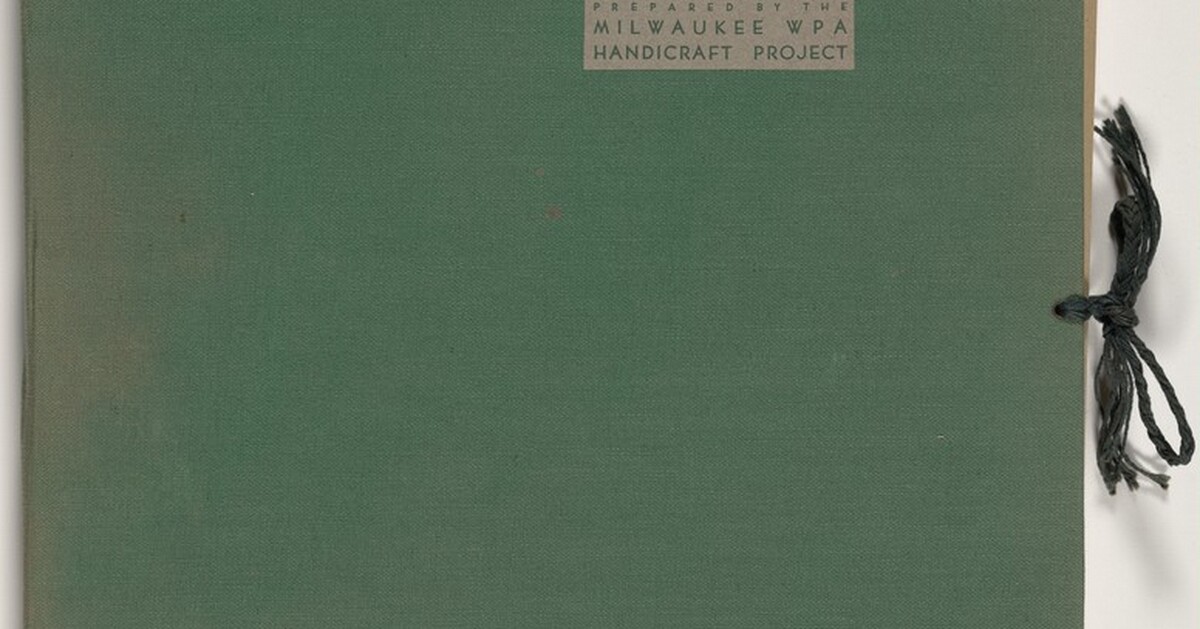 PREPARED BY THE
MILWAUKEE WPA
HANDICRAFT PROJECT